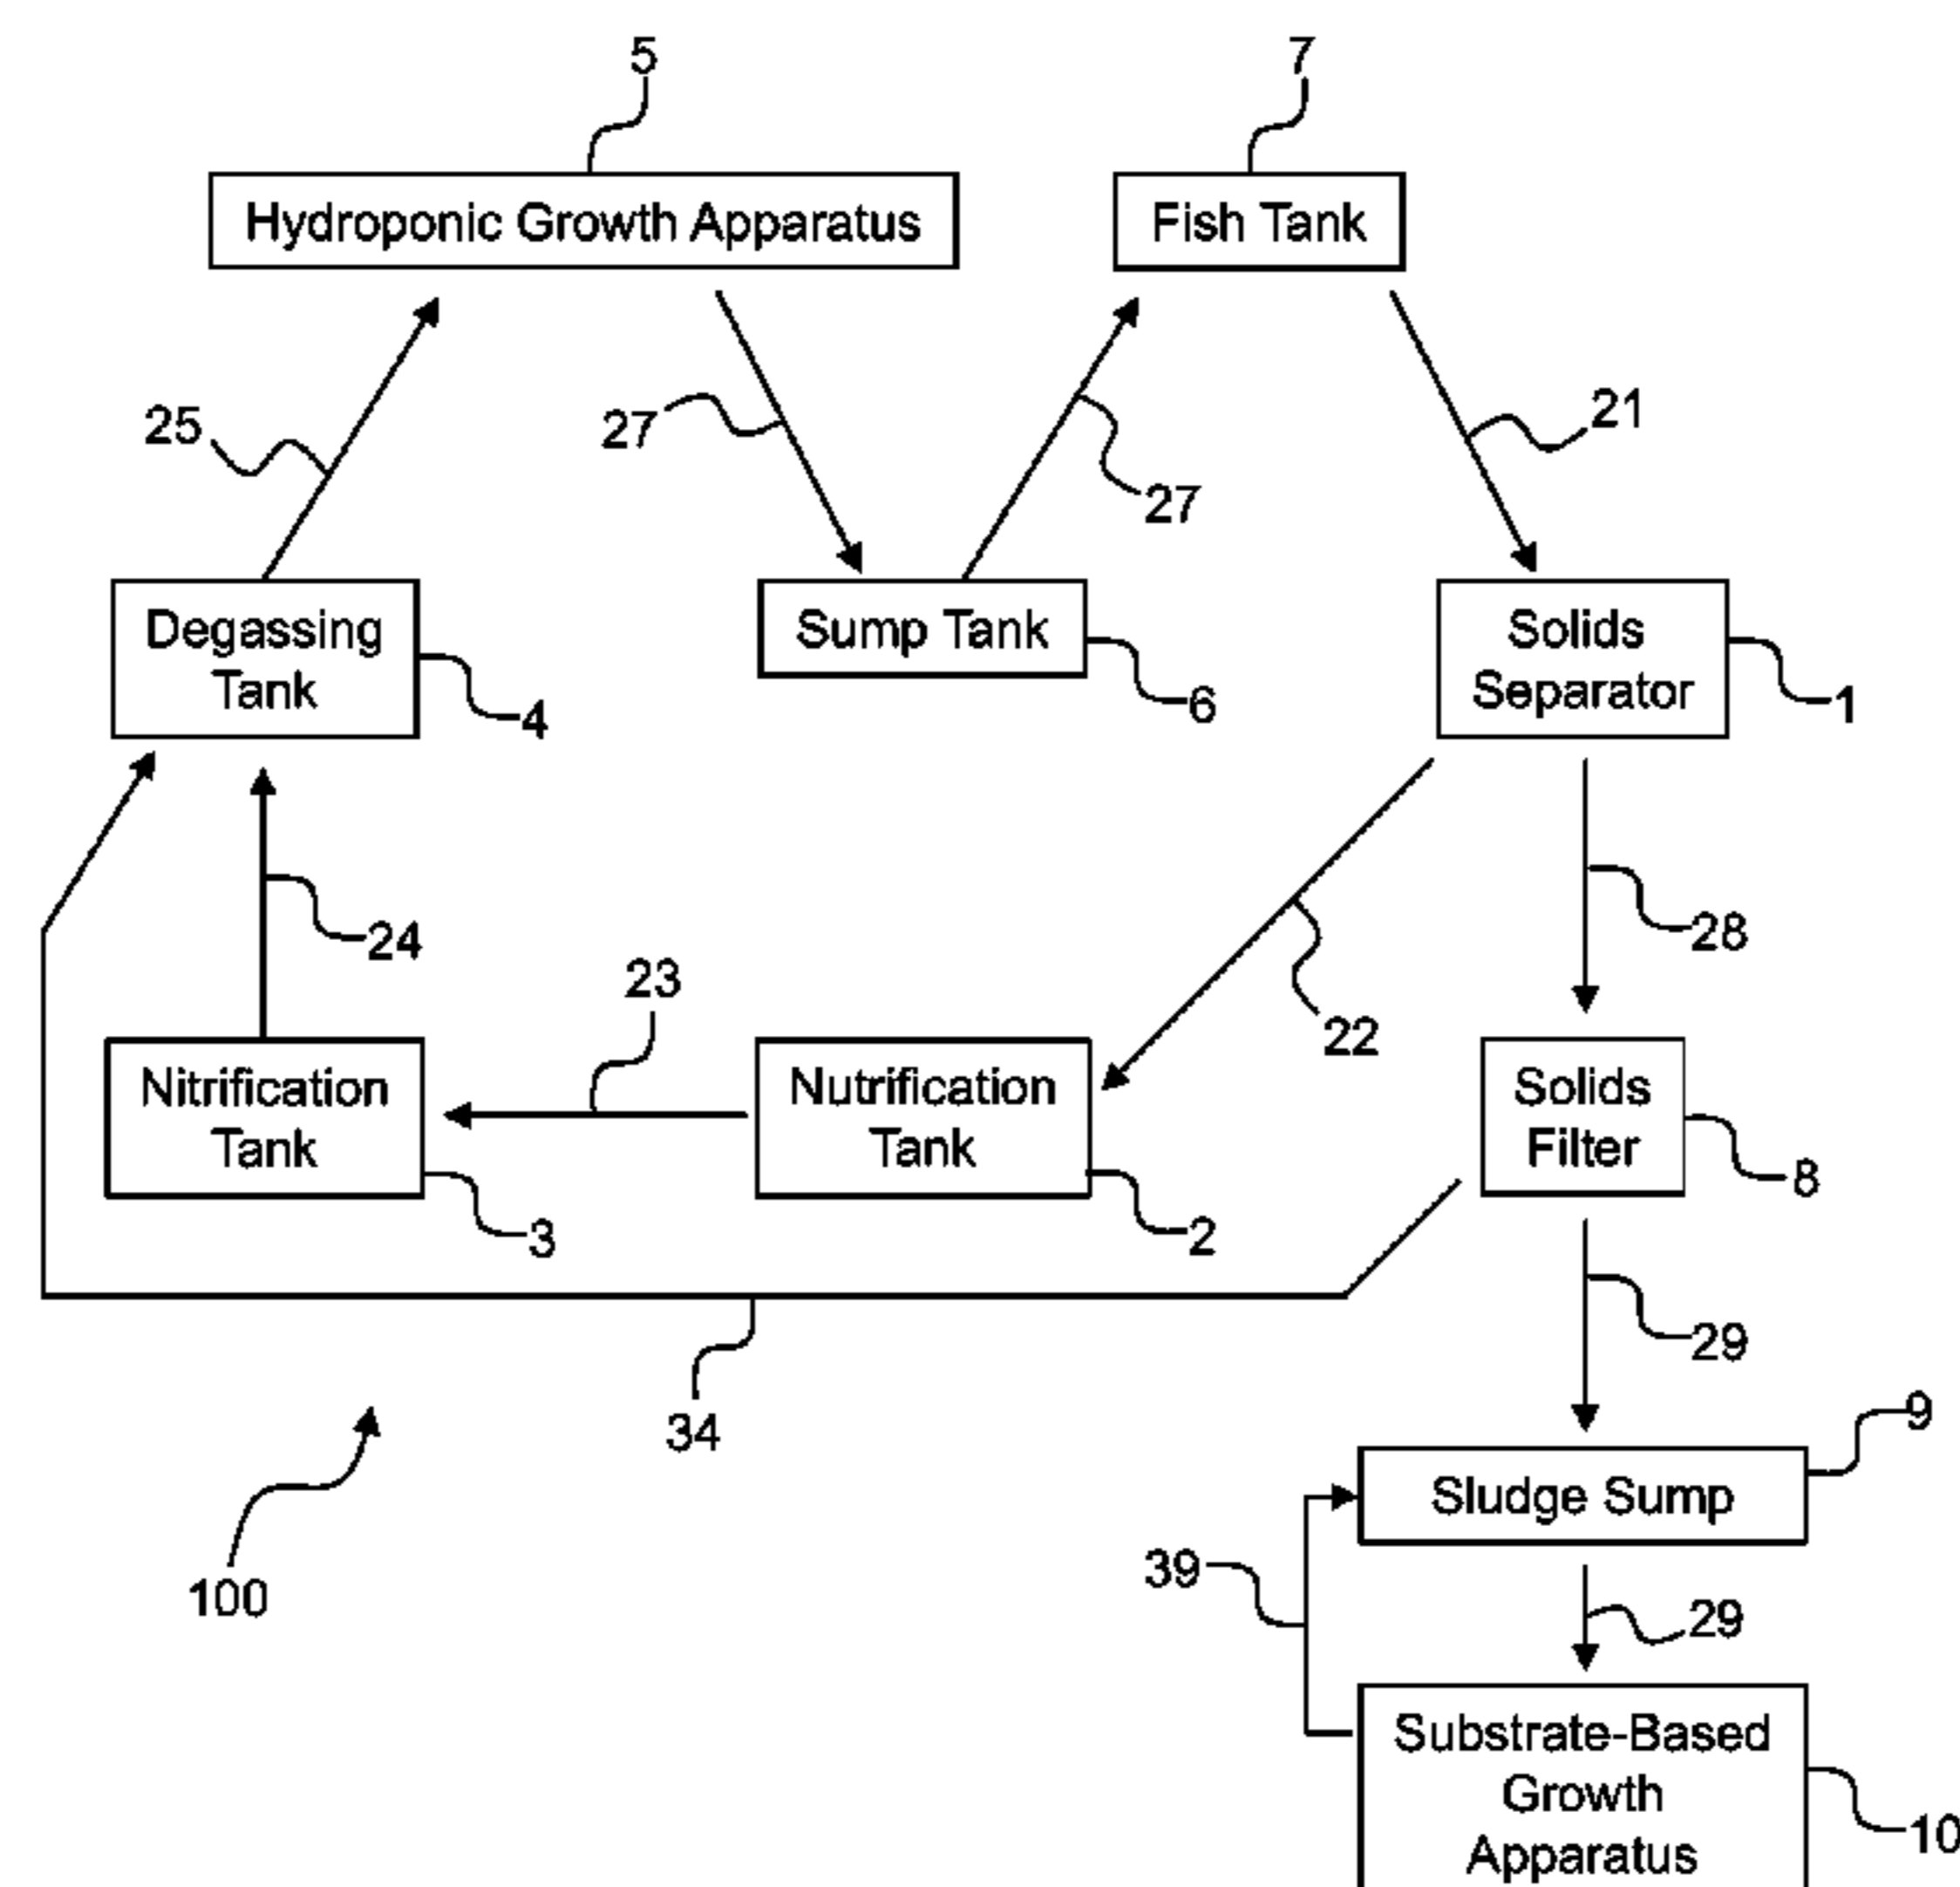 5
7
Hydroponic Growth Apparatus
Fish Tank
25
27
27
21
Degassing
Tank
4
Sump Tank
6
Solids
Separator
1
24
23
22
28
Nitrification
Tank
3
Nutrification
Tank
2
Solids
Filter
8
34
29
9
100
Sludge Sump
39
29
Substrate-Based
Growth
Apparatus
10